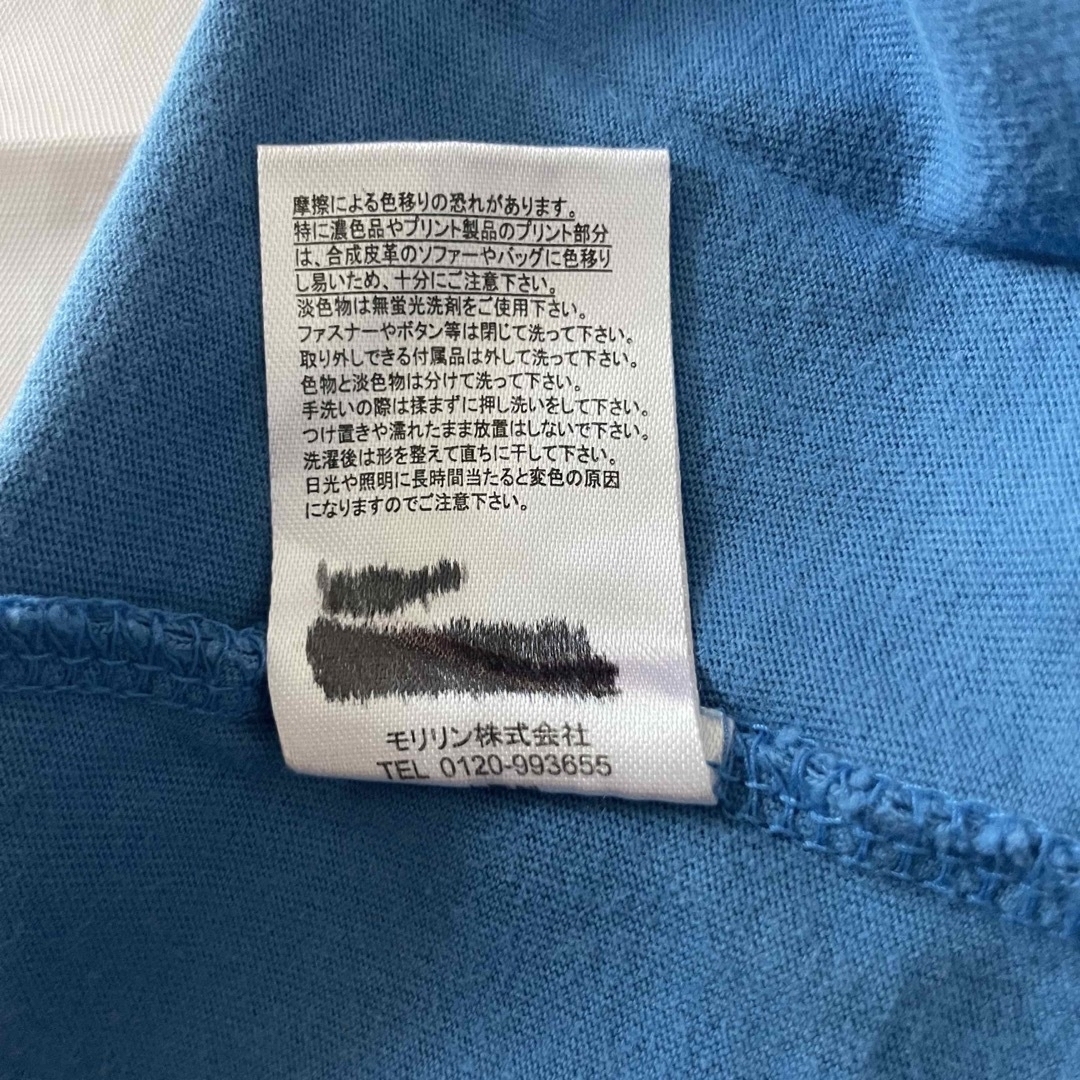 摩擦による色移りの恐れがあります。
特に濃色品やプリント製品のプリント部分
は、合成皮革のソファーやバッグに色移り
し易いため、十分にご注意下さい。
淡色物は無蛍光洗剤をご使用下さい。
ファスナーやボタン等は閉じて洗って下さい。
取り外しできる付属品は外して洗って下さい。
色物と淡色物は分けて洗って下さい。
手洗いの際は揉まずに押し洗いをして下さい。
つけ置きや濡れたまま放置はしないで下さい。
洗濯後は形を整えて直ちに干して下さい。
日光や照明に長時間当たると変色の原因
になりますのでご注意下さい。
モリリン株式会社
TEL 0120-993655